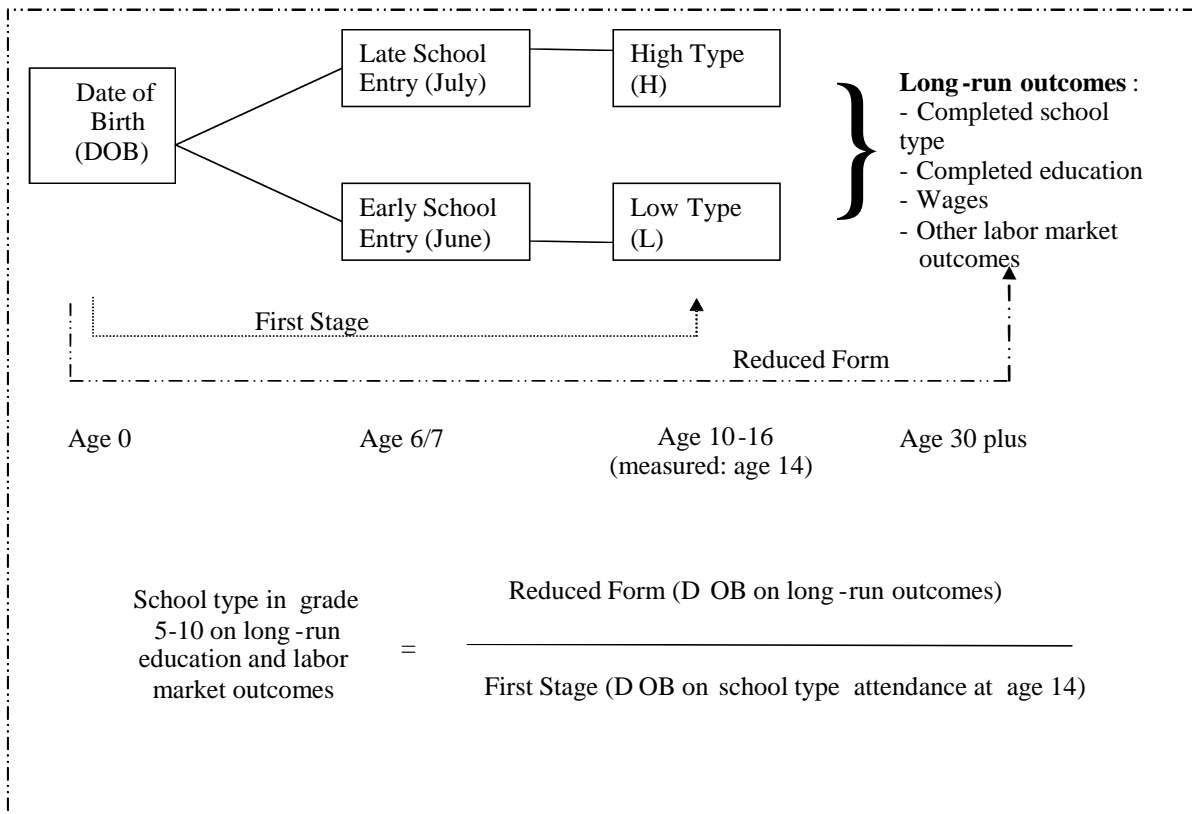 Date of
Birth
(DOB)
Late School
Entry (July)
High Type
(H)
Early School
Entry (June)
Low Type
(L)
}
Long-run outcomes :
- Completed school
type
- Completed education
- Wages
- Other labor market
outcomes
First Stage
Reduced Form
Age 0
Age 6/7
Age 10-16
(measured: age 14)
Age 30 plus
School type in grade
5-10 on long-run
education and labor
market outcomes
=
Reduced Form (D OB on long-run outcomes)
First Stage (D OB on school type attendance at age 14)